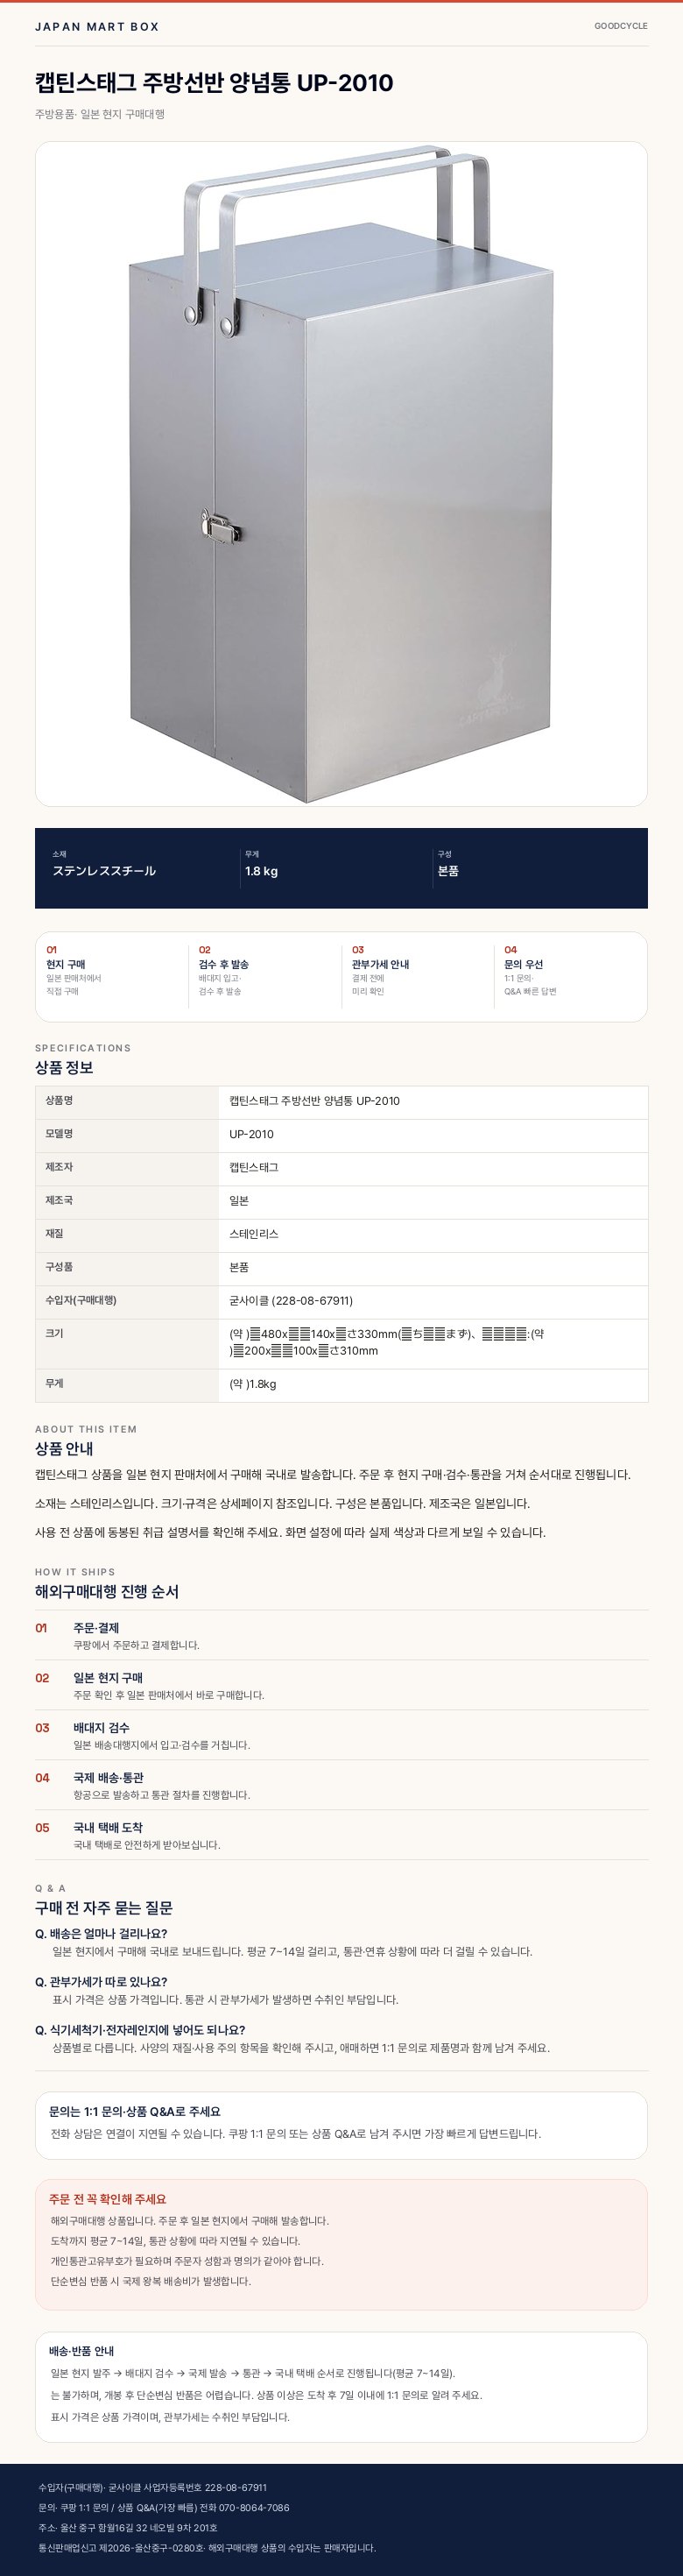 JAPAN MART BOX
GOODCYCLE
캡틴스태그 주방선반 양념통 UP-2010
주방용품· 일본 현지 구매대행
소재
ステンレススチール
무게
1.8 kg
구성
본품
01
현지 구매
일본 판매처에서
직접 구매
02
검수 후 발송
배대지 입고·
검수 후 발송
03
관부가세 안내
결제 전에
미리 확인
04
문의 우선
1:1 문의·
Q&A 빠른 답변
SPECIFICATIONS
상품 정보
상품명
캡틴스태그 주방선반 양념통 UP-2010
모델명
UP-2010
제조자
캡틴스태그
제조국
일본
재질
스테인리스
구성품
본품
수입자(구매대행)
굳사이클 (228-08-67911)
크기
(약 )480x140x さ330mm( ち まず)、:(약
)200x100x さ310mm
무게
(약 )1.8kg
ABOUT THIS ITEM
상품 안내
캡틴스태그 상품을 일본 현지 판매처에서 구매해 국내로 발송합니다. 주문 후 현지 구매·검수·통관을 거쳐 순서대로 진행됩니다.
소재는 스테인리스입니다. 크기·규격은 상세페이지 참조입니다. 구성은 본품입니다. 제조국은 일본입니다.
사용 전 상품에 동봉된 취급 설명서를 확인해 주세요. 화면 설정에 따라 실제 색상과 다르게 보일 수 있습니다.
HOW IT SHIPS
해외구매대행 진행 순서
01
주문·결제
쿠팡에서 주문하고 결제합니다.
02
일본 현지 구매
주문 확인 후 일본 판매처에서 바로 구매합니다.
03
배대지 검수
일본 배송대행지에서 입고·검수를 거칩니다.
04
국제 배송·통관
항공으로 발송하고 통관 절차를 진행합니다.
05
국내 택배 도착
국내 택배로 안전하게 받아보십니다.
Q & A
구매 전 자주 묻는 질문
Q. 배송은 얼마나 걸리나요?
일본 현지에서 구매해 국내로 보내드립니다. 평균 7~14일 걸리고, 통관·연휴 상황에 따라 더 걸릴 수 있습니다.
Q. 관부가세가 따로 있나요?
표시 가격은 상품 가격입니다. 통관 시 관부가세가 발생하면 수취인 부담입니다.
Q. 식기세척기·전자레인지에 넣어도 되나요?
상품별로 다릅니다. 사양의 재질·사용 주의 항목을 확인해 주시고, 애매하면 1:1 문의로 제품명과 함께 남겨 주세요.
문의는 1:1 문의·상품 Q&A로 주세요
전화 상담은 연결이 지연될 수 있습니다. 쿠팡 1:1 문의 또는 상품 Q&A로 남겨 주시면 가장 빠르게 답변드립니다.
주문 전 꼭 확인해 주세요
해외구매대행 상품입니다. 주문 후 일본 현지에서 구매해 발송합니다.
도착까지 평균 7~14일, 통관 상황에 따라 지연될 수 있습니다.
개인통관고유부호가 필요하며 주문자 성함과 명의가 같아야 합니다.
단순변심 반품 시 국제 왕복 배송비가 발생합니다.
배송·반품 안내
일본 현지 발주 → 배대지 검수 → 국제 발송 → 통관 → 국내 택배 순서로 진행됩니다(평균 7~14일).
는 불가하며, 개봉 후 단순변심 반품은 어렵습니다. 상품 이상은 도착 후 7일 이내에 1:1 문의로 알려 주세요.
표시 가격은 상품 가격이며, 관부가세는 수취인 부담입니다.
수입자(구매대행)· 굳사이클 사업자등록번호 228-08-67911
문의· 쿠팡 1:1 문의 / 상품 Q&A(가장 빠름) 전화 070-8064-7086
주소· 울산 중구 함월16길 32 네오빌 9차 201호
통신판매업신고 제2026-울산중구-0280호· 해외구매대행 상품의 수입자는 판매자입니다.